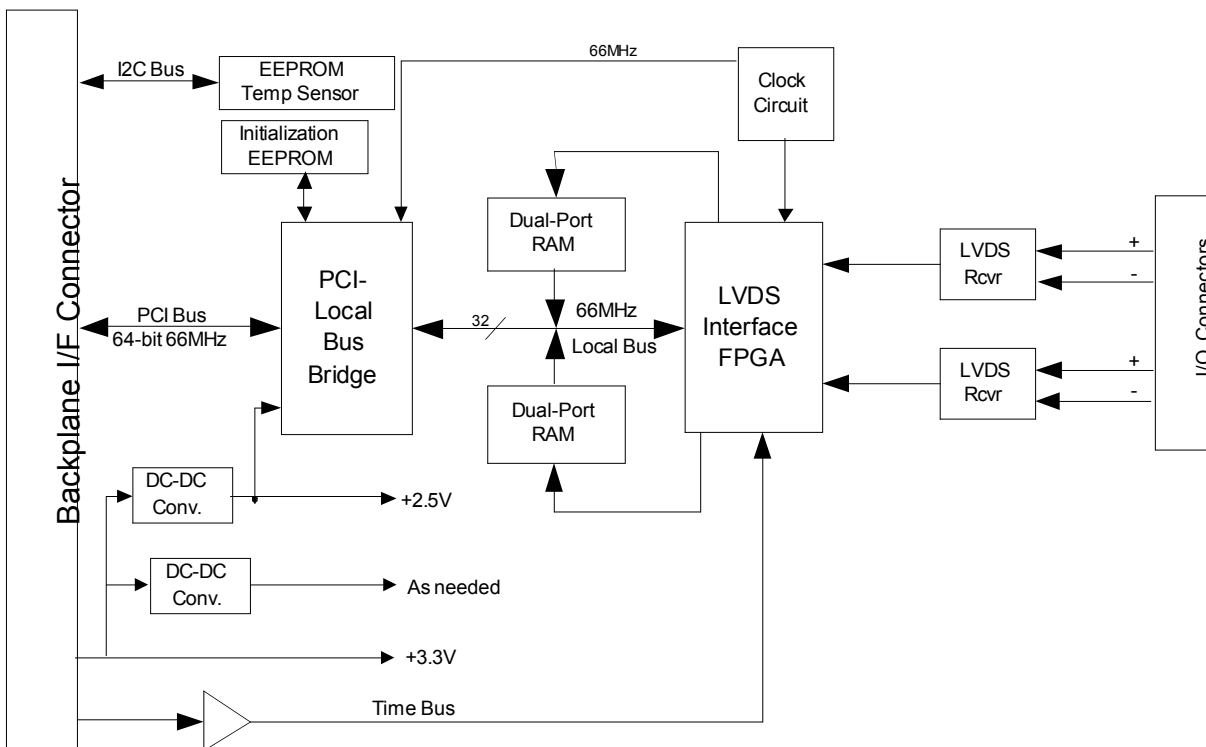 66MHz
I2C Bus
EEPROM
Temp Sensor
Clock
Circuit
Initialization
EEPROM
Backplane I/F Connector
Dual-Port
RAM
PCI-
Local
Bus
Bridge
LVDS
Interface
FPGA
LVDS
Rcvr
+
-
I/O Connectors
PCI Bus
64-bit 66MHz
32
66MHz
Local Bus
LVDS
Rcvr
+
-
Dual-Port
RAM
DC-DC
Conv.
+2.5V
DC-DC
Conv.
As needed
+3.3V
Time Bus